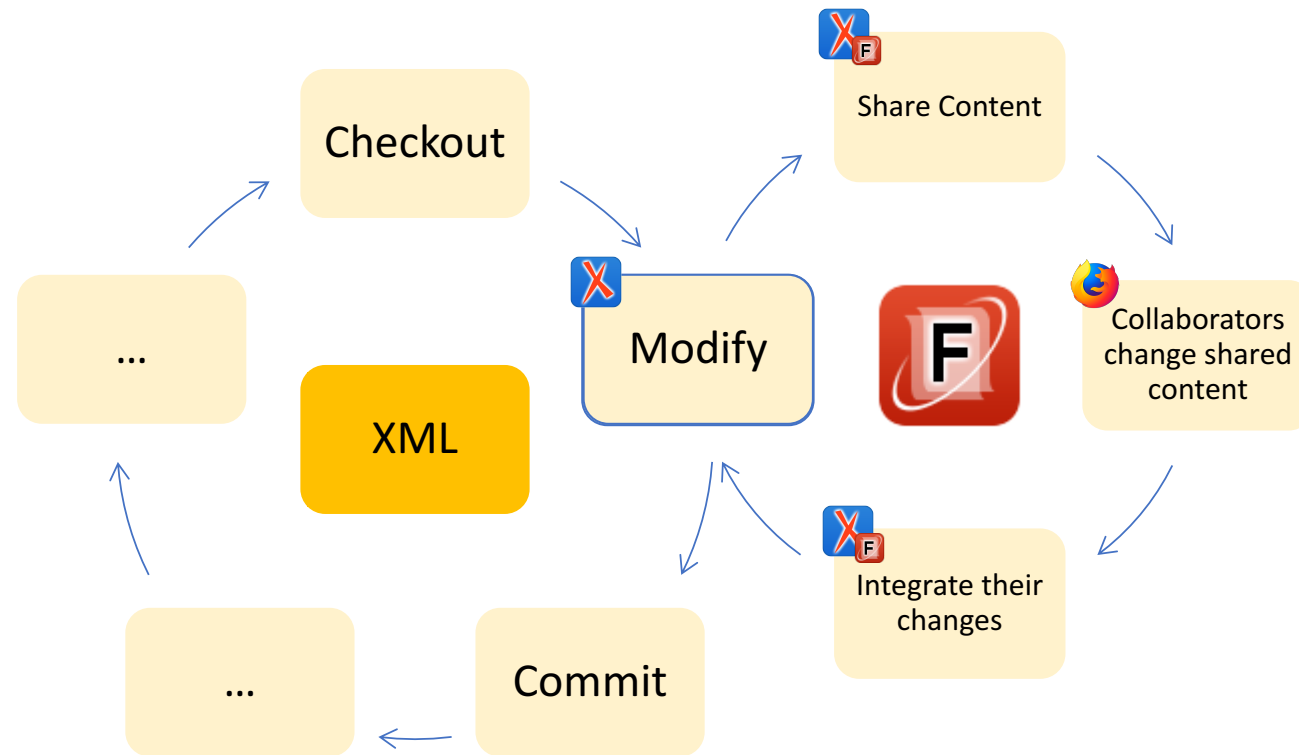 F
Share Content
Checkout
Modify
F
Collaborators
change shared
content
...
XML
F
Integrate their
changes
...
Commit